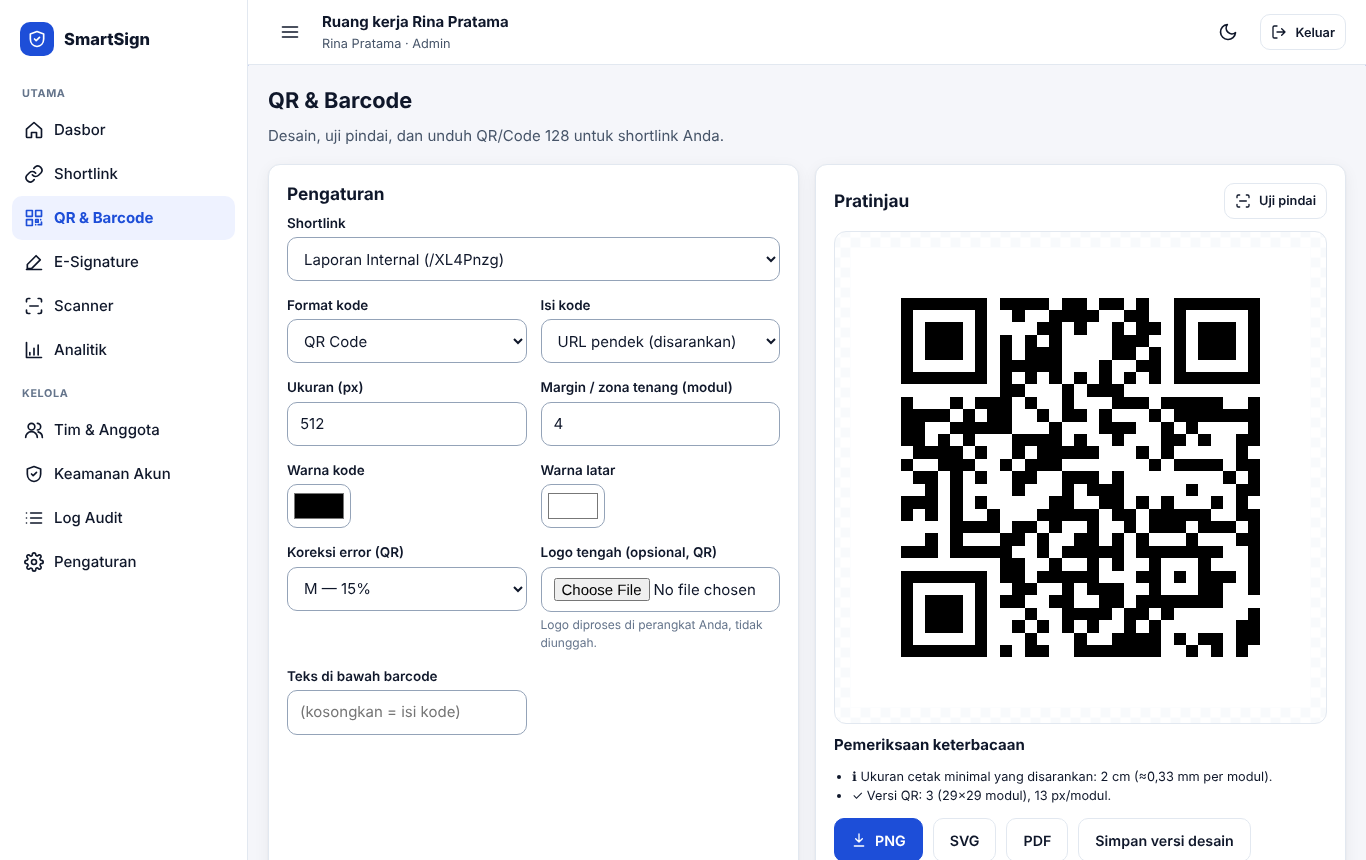 SmartSign
UTAMA
Dasbor
Shortlink
QR & Barcode
E-Signature
Scanner
Analitik
KELOLA
Tim & Anggota
Keamanan Akun
Log Audit
Pengaturan
Ruang kerja Rina Pratama
Rina Pratama · Admin
Keluar
QR & Barcode
Desain, uji pindai, dan unduh QR/Code 128 untuk shortlink Anda.
Pengaturan
Shortlink
Laporan Internal (/XL4Pnzg)
Format kode
Isi kode
QR Code
URL pendek (disarankan)
Ukuran (px)
Margin / zona tenang (modul)
512
4
Warna kode
Warna latar
Koreksi error (QR)
Logo tengah (opsional, QR)
M — 15%
Choose File No file chosen
Logo diproses di perangkat Anda, tidak
diunggah.
Teks di bawah barcode
(kosongkan = isi kode)
Pratinjau
Uji pindai
Pemeriksaan keterbacaan
• ℹ Ukuran cetak minimal yang disarankan: 2 cm (≈0,33 mm per modul).
• ✓ Versi QR: 3 (29×29 modul), 13 px/modul.
PNG
SVG
PDF
Simpan versi desain